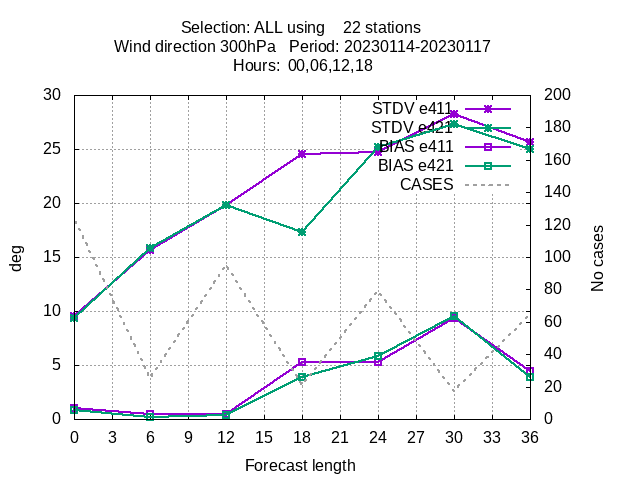 Selection: ALL using 22 stations
Wind direction 300hPa Period: 20230114-20230117
Hours: 00,06,12,18
30 200
STDV e411
180
STDV e421
25 BIAS e411 160
BIAS e421
CASES 140
20
120
15 100
80
10
60
5 40
20
0 0
0 3 6 9 12 15 18 21 24 27 30 33 36
deg
No cases
Forecast length